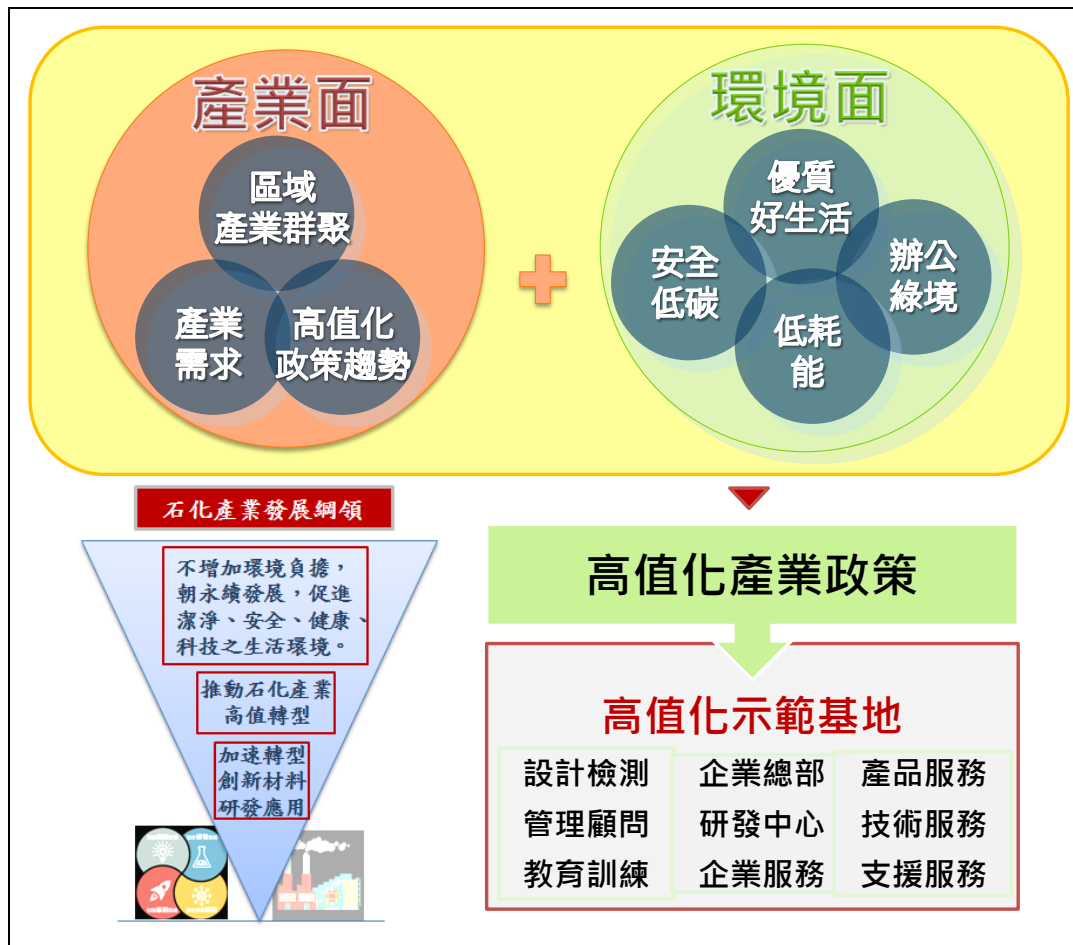 產業面
區域
產業群聚
產業
需求
高值化
政策趨勢
環境面
優質
好生活
安全
低碳
辦公
綠境
低耗
能
石化產業發展綱領
不增加環境負擔，
朝永續發展，促進
潔淨、安全、健康、
科技之生活環境。
推動石化產業
高值轉型
加速轉型
創新材料
研發應用
高值化產業政策
高值化示範基地
設計檢測
管理顧問
教育訓練
企業總部
研發中心
企業服務
產品服務
技術服務
支援服務